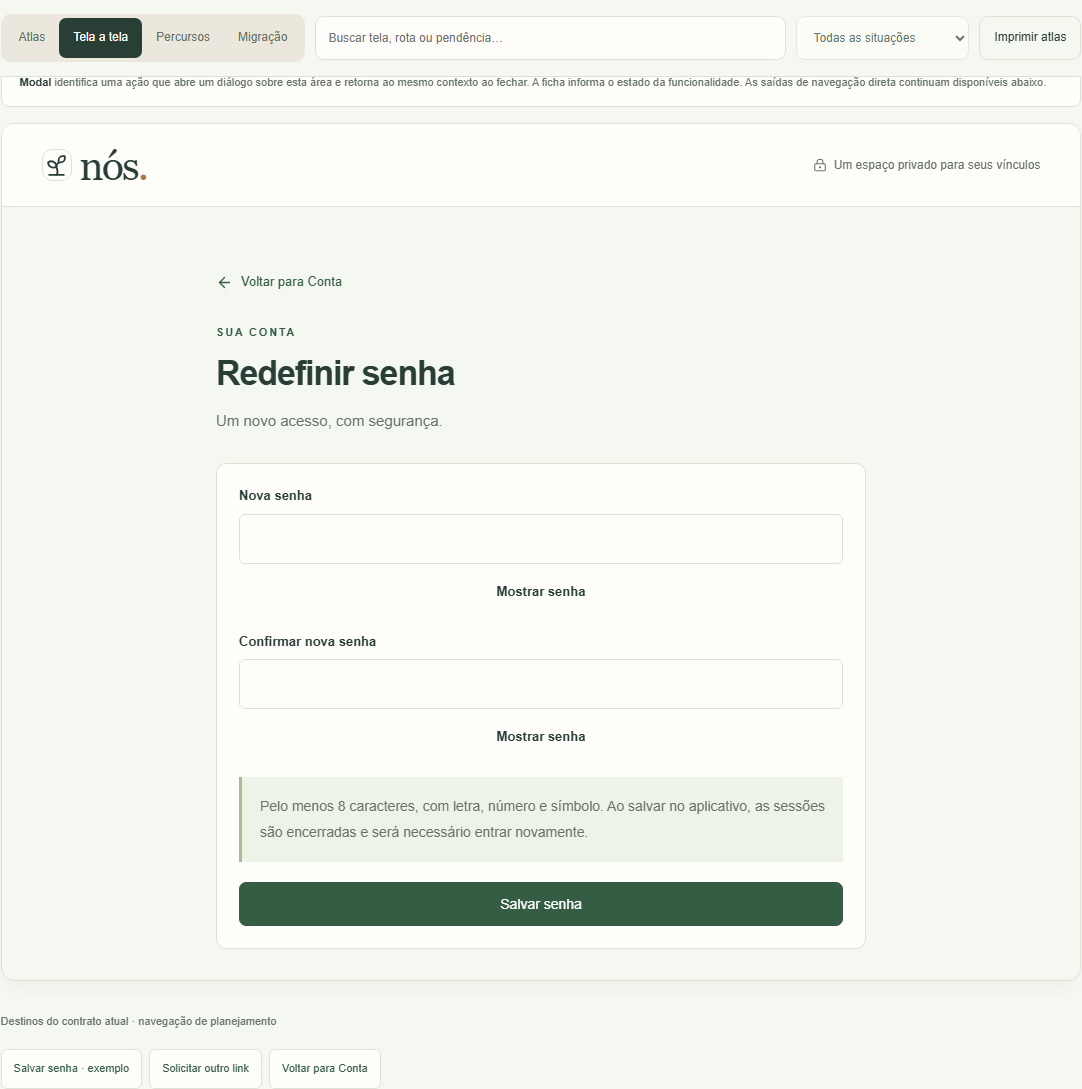 Atlas Tela a tela Percursos Migração Buscar tela, rota ou pendência... Todas as situações Imprimir atlas
Modal identifica uma ação que abre um diálogo sobre esta área e retorna ao mesmo contexto ao fechar. A ficha informa o estado da funcionalidade. As saídas de navegação direta continuam disponíveis abaixo.
nós. Um espaço privado para seus vínculos
Voltar para Conta
SUA CONTA
Redefinir senha
Um novo acesso, com segurança.
Nova senha
Mostrar senha
Confirmar nova senha
Mostrar senha
Pelo menos 8 caracteres, com letra, número e símbolo. Ao salvar no aplicativo, as sessões
são encerradas e será necessário entrar novamente.
Salvar senha
Destinos do contrato atual · navegação de planejamento
Salvar senha · exemplo Solicitar outro link Voltar para Conta